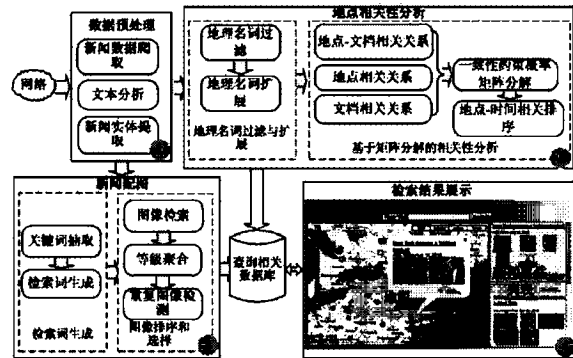 数据预处理
新闻数据爬
取
文本分析
新闻实体提
取
网络
地点相关性分析
地理名词过
滤
地理名词扩
展
地理名词过滤与扩
展
地点-文档相关关
系
地点相关关系
文档相关关系
一致性的概率
矩阵分解
地点-时间相关排
序
基于矩阵分解的相关性分析
新闻配图
关键词抽取
检索词生成
检索词生成
图像检索
等级聚合
重复图像检
测
图像排序和
选择
查询相关
数据库
检索结果展示